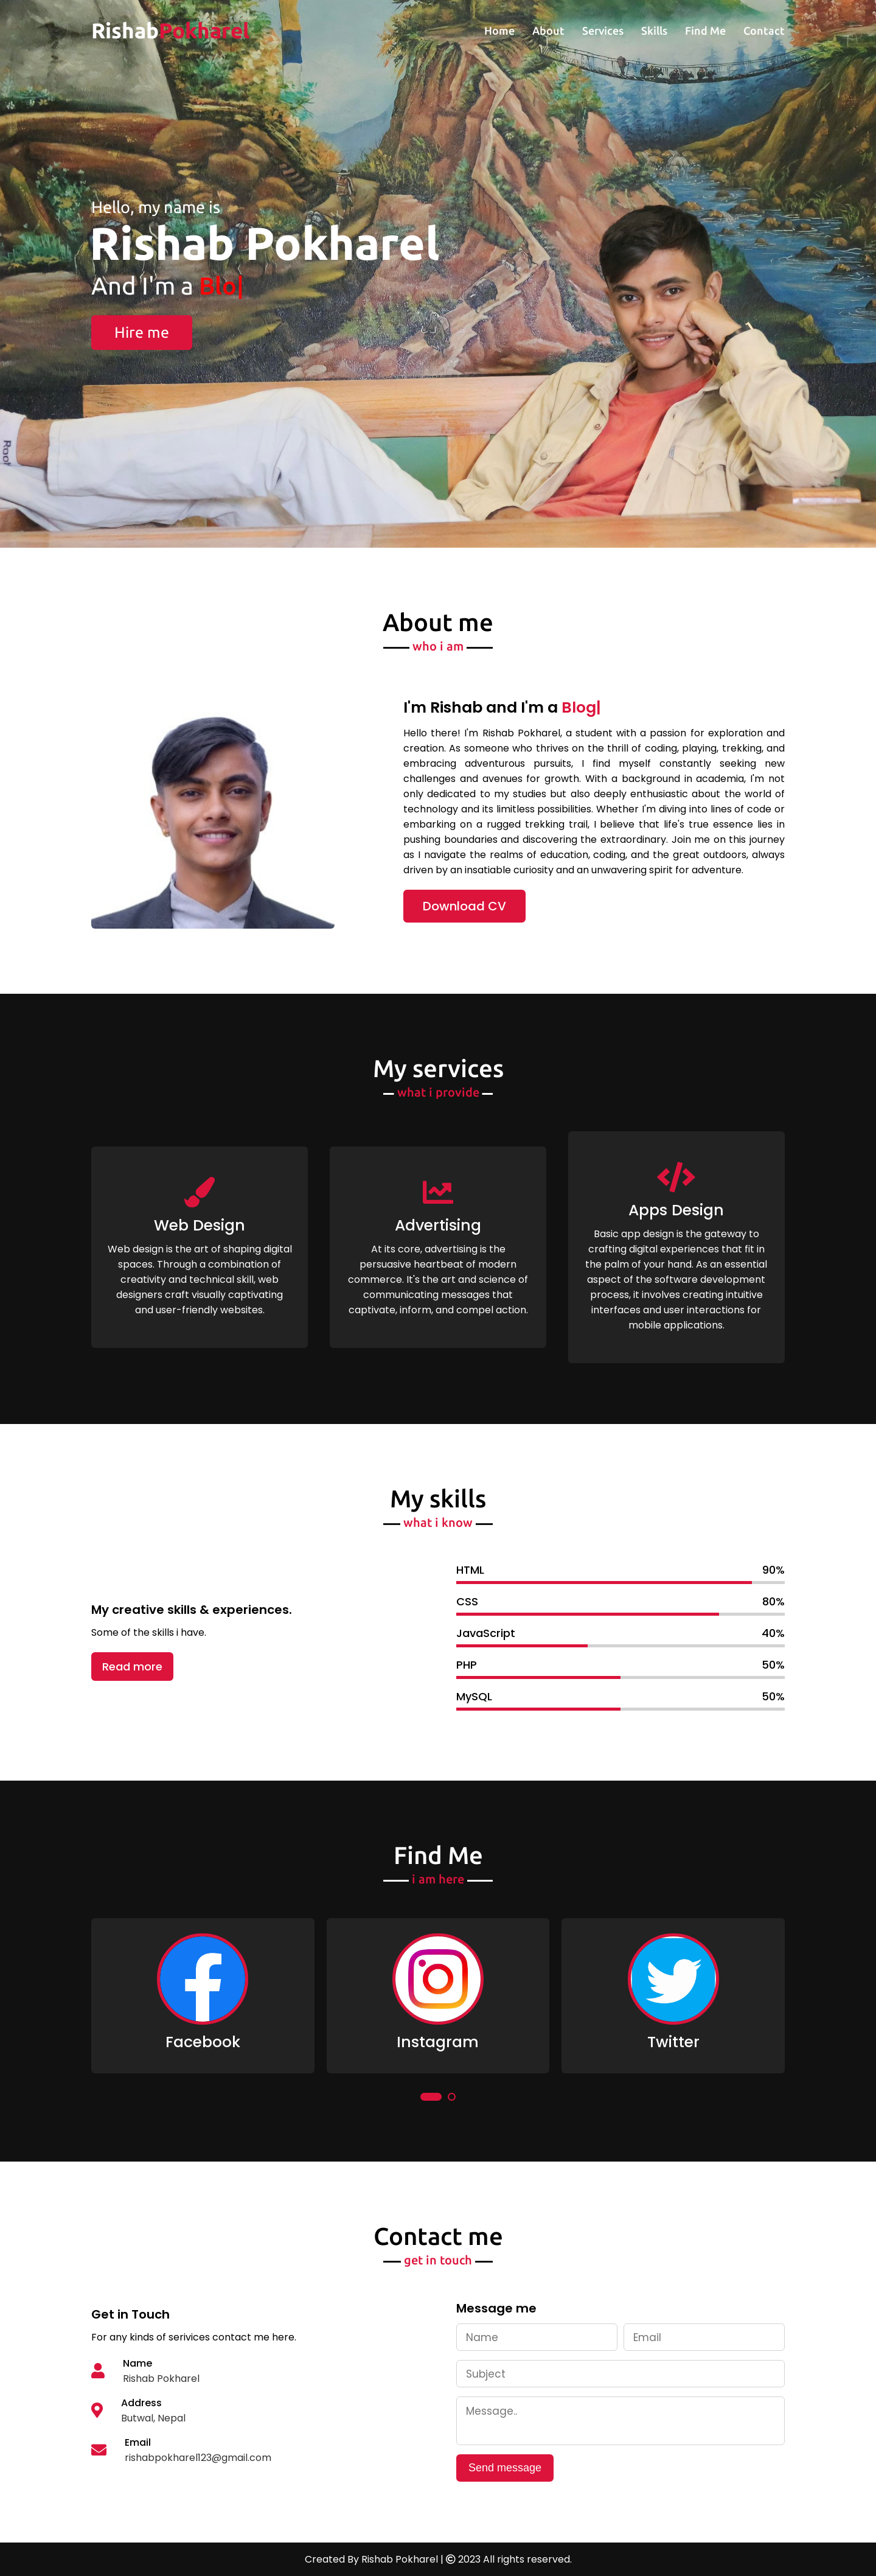 RishabPokharel
Home About Services Skills Find Me Contact
Hello, my name is
Rishab Pokharel
And I'm a Blo|
Hire me
About me
who i am
I'm Rishab and I'm a Blog|
Hello there! I'm Rishab Pokharel, a student with a passion for exploration and
creation. As someone who thrives on the thrill of coding, playing, trekking, and
embracing adventurous pursuits, I find myself constantly seeking new
challenges and avenues for growth. With a background in academia, I'm not
only dedicated to my studies but also deeply enthusiastic about the world of
technology and its limitless possibilities. Whether I'm diving into lines of code or
embarking on a rugged trekking trail, I believe that life's true essence lies in
pushing boundaries and discovering the extraordinary. Join me on this journey
as I navigate the realms of education, coding, and the great outdoors, always
driven by an insatiable curiosity and an unwavering spirit for adventure.
Download CV
My services
what i provide
Web Design
Web design is the art of shaping digital
spaces. Through a combination of
creativity and technical skill, web
designers craft visually captivating
and user-friendly websites.
Advertising
At its core, advertising is the
persuasive heartbeat of modern
commerce. It's the art and science of
communicating messages that
captivate, inform, and compel action.
Apps Design
Basic app design is the gateway to
crafting digital experiences that fit in
the palm of your hand. As an essential
aspect of the software development
process, it involves creating intuitive
interfaces and user interactions for
mobile applications.
My skills
what i know
My creative skills & experiences.
Some of the skills i have.
Read more
HTML 90%
CSS 80%
JavaScript 40%
PHP 50%
MySQL 50%
Find Me
i am here
Facebook
Instagram
Twitter
Contact me
get in touch
Get in Touch
For any kinds of serivices contact me here.
Name
Rishab Pokharel
Address
Butwal, Nepal
Email
rishabpokharel123@gmail.com
Message me
Name
Email
Subject
Message..
Send message
Created By Rishab Pokharel | © 2023 All rights reserved.